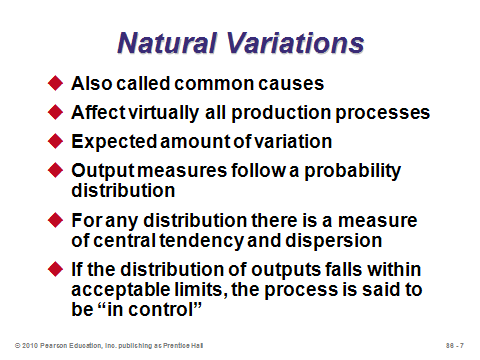 Natural Variations
Also called common causes
Affect virtually all production processes
Expected amount of variation
Output measures follow a probability
distribution
For any distribution there is a measure
of central tendency and dispersion
If the distribution of outputs falls within
acceptable limits, the process is said to
be “in control”
© 2010 Pearson Education, Inc. publishing as Prentice Hall
S6 - 7